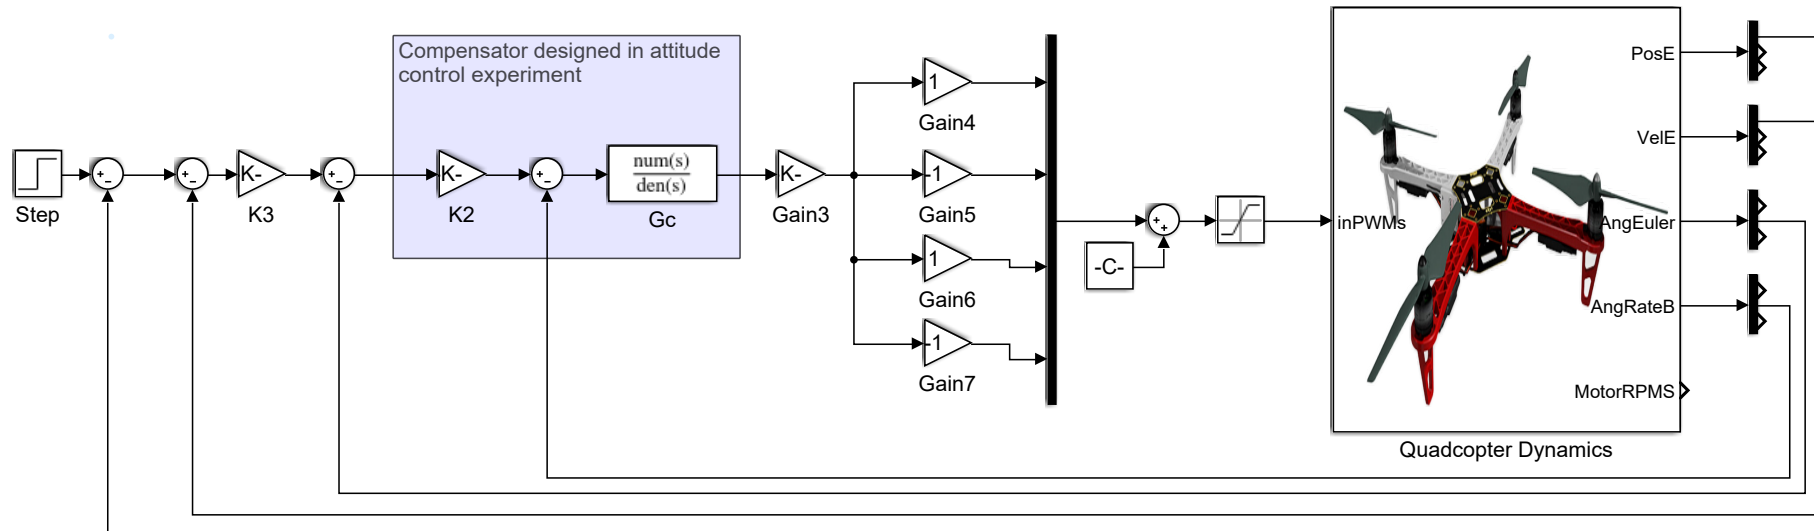 Compensator designed in attitude
control experiment
Step
+
−
+
−
K-
K3
+
−
K-
K2
+
−
num(s)
den(s)
Gc
K-
Gain3
1
Gain4
-1
Gain5
1
Gain6
-1
Gain7
-C-
+
+
inPWMs
PosE
VelE
AngEuler
AngRateB
MotorRPMS
Quadcopter Dynamics